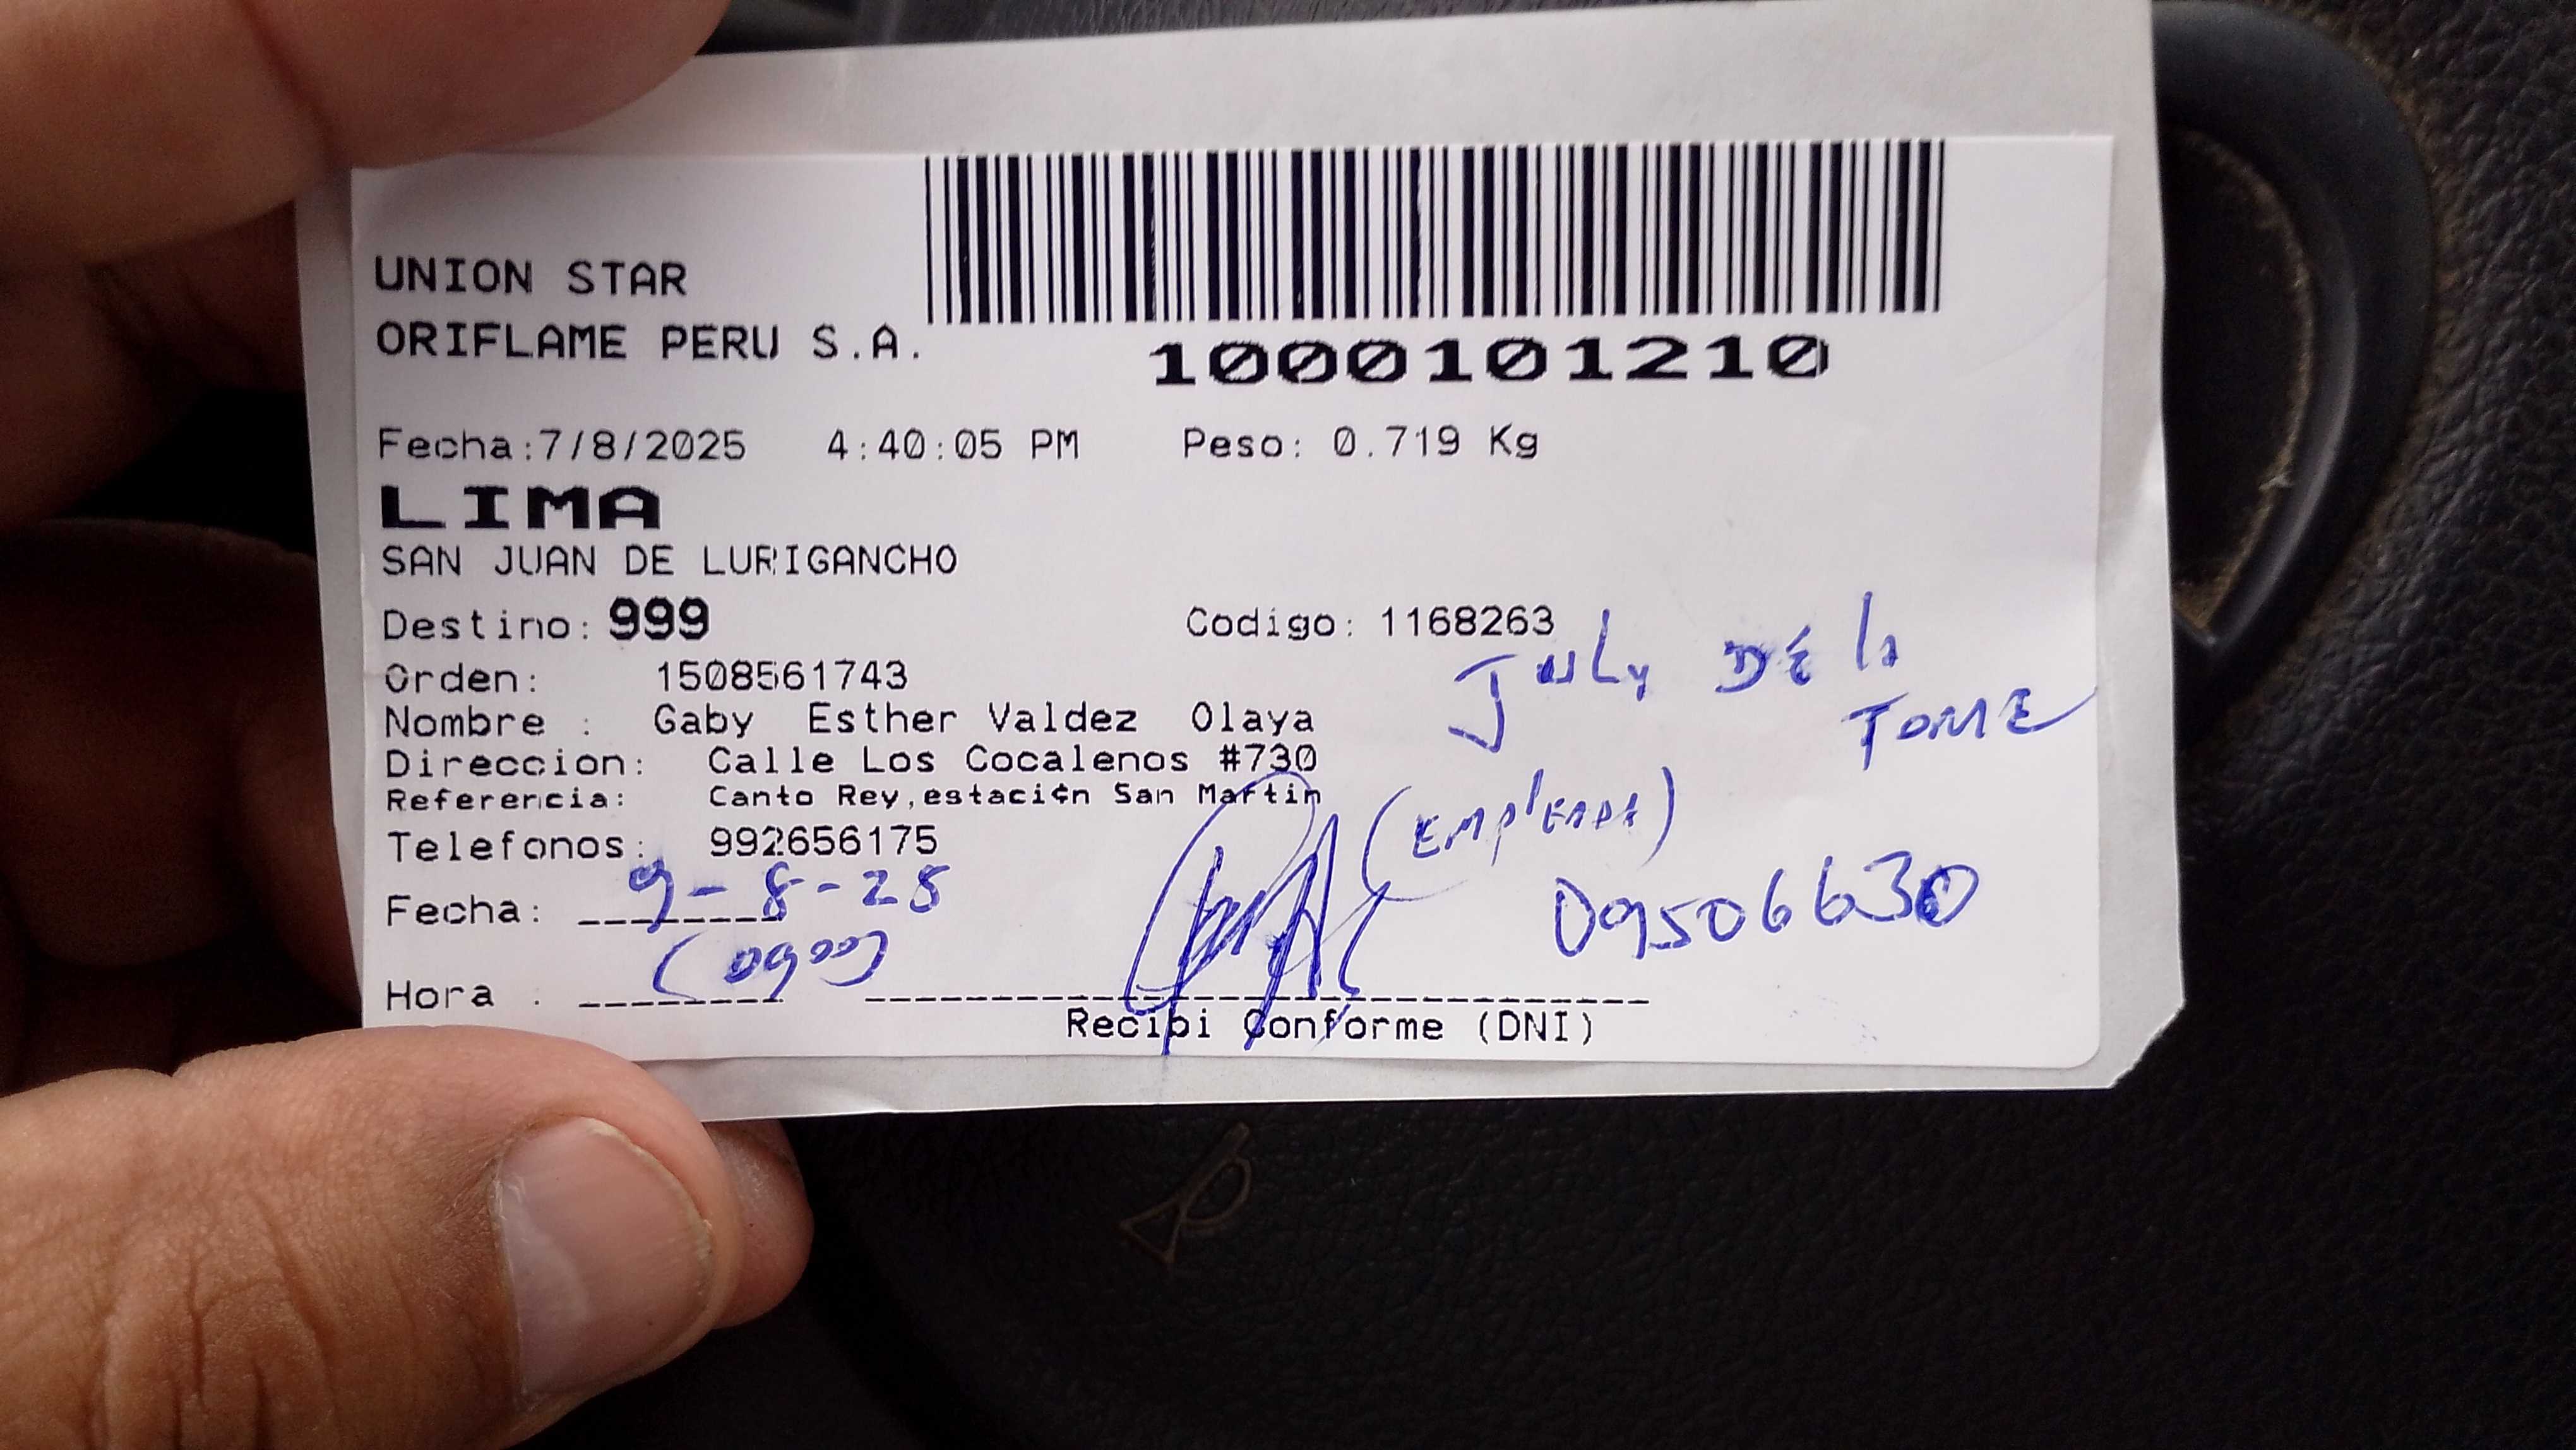 UNION STAR
ORIFLAME PERU S.A.
1000101210
Fecha:7/8/2025 4:40:05 PM Peso: 0.719 Kg
LIMA
SAN JUAN DE LURIGANCHO
Destino: 999 Codigo: 1168263
Orden: 1508561743
July DE la
Nombre : Gaby Esther Valdez Olaya
TORRE
Direccion: Calle Los Cocalenos #730
Referencia: Canto Rey,estaci¢n San Martin
(EMPLEADA)
Telefonos: 992656175
Fecha: 9-8-25
09506630
Hora :
Recibi Conforme (DNI)